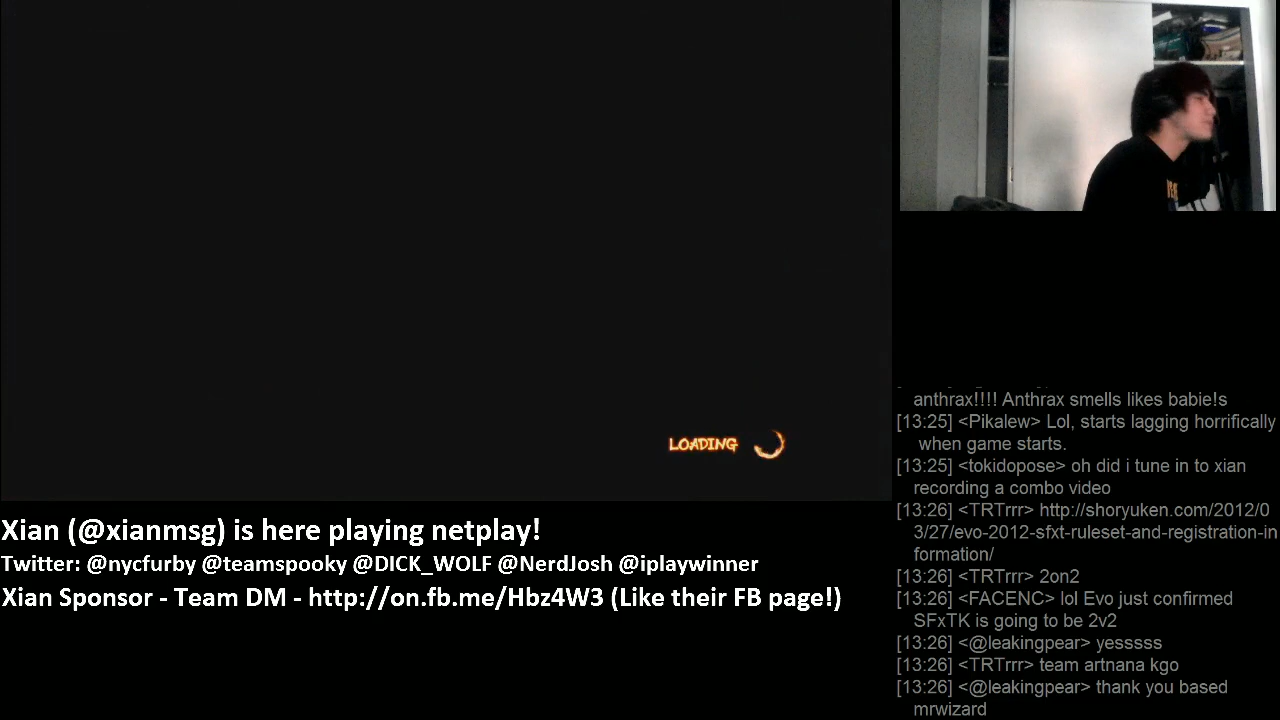 LOADING
Xian (@xianmsg) is here playing netplay!
Twitter: @nycfurby @teamspooky @DICK_WOLF @NerdJosh @iplaywinner
Xian Sponsor - Team DM - http://on.fb.me/Hbz4W3 (Like their FB page!)
anthrax!!!! Anthrax smells likes babie!s
[13:25] <Pikalew> Lol, starts lagging horrifically
when game starts.
[13:25] <tokidopose> oh did i tune in to xian
recording a combo video
[13:26] <TRTrrr> http://shoryuken.com/2012/0
3/27/evo-2012-sfxt-ruleset-and-registration-in
formation/
[13:26] <TRTrrr> 2on2
[13:26] <FACENC> lol Evo just confirmed
SFxTK is going to be 2v2
[13:26] <@leakingpear> yesssss
[13:26] <TRTrrr> team artnana kgo
[13:26] <@leakingpear> thank you based
mrwizard